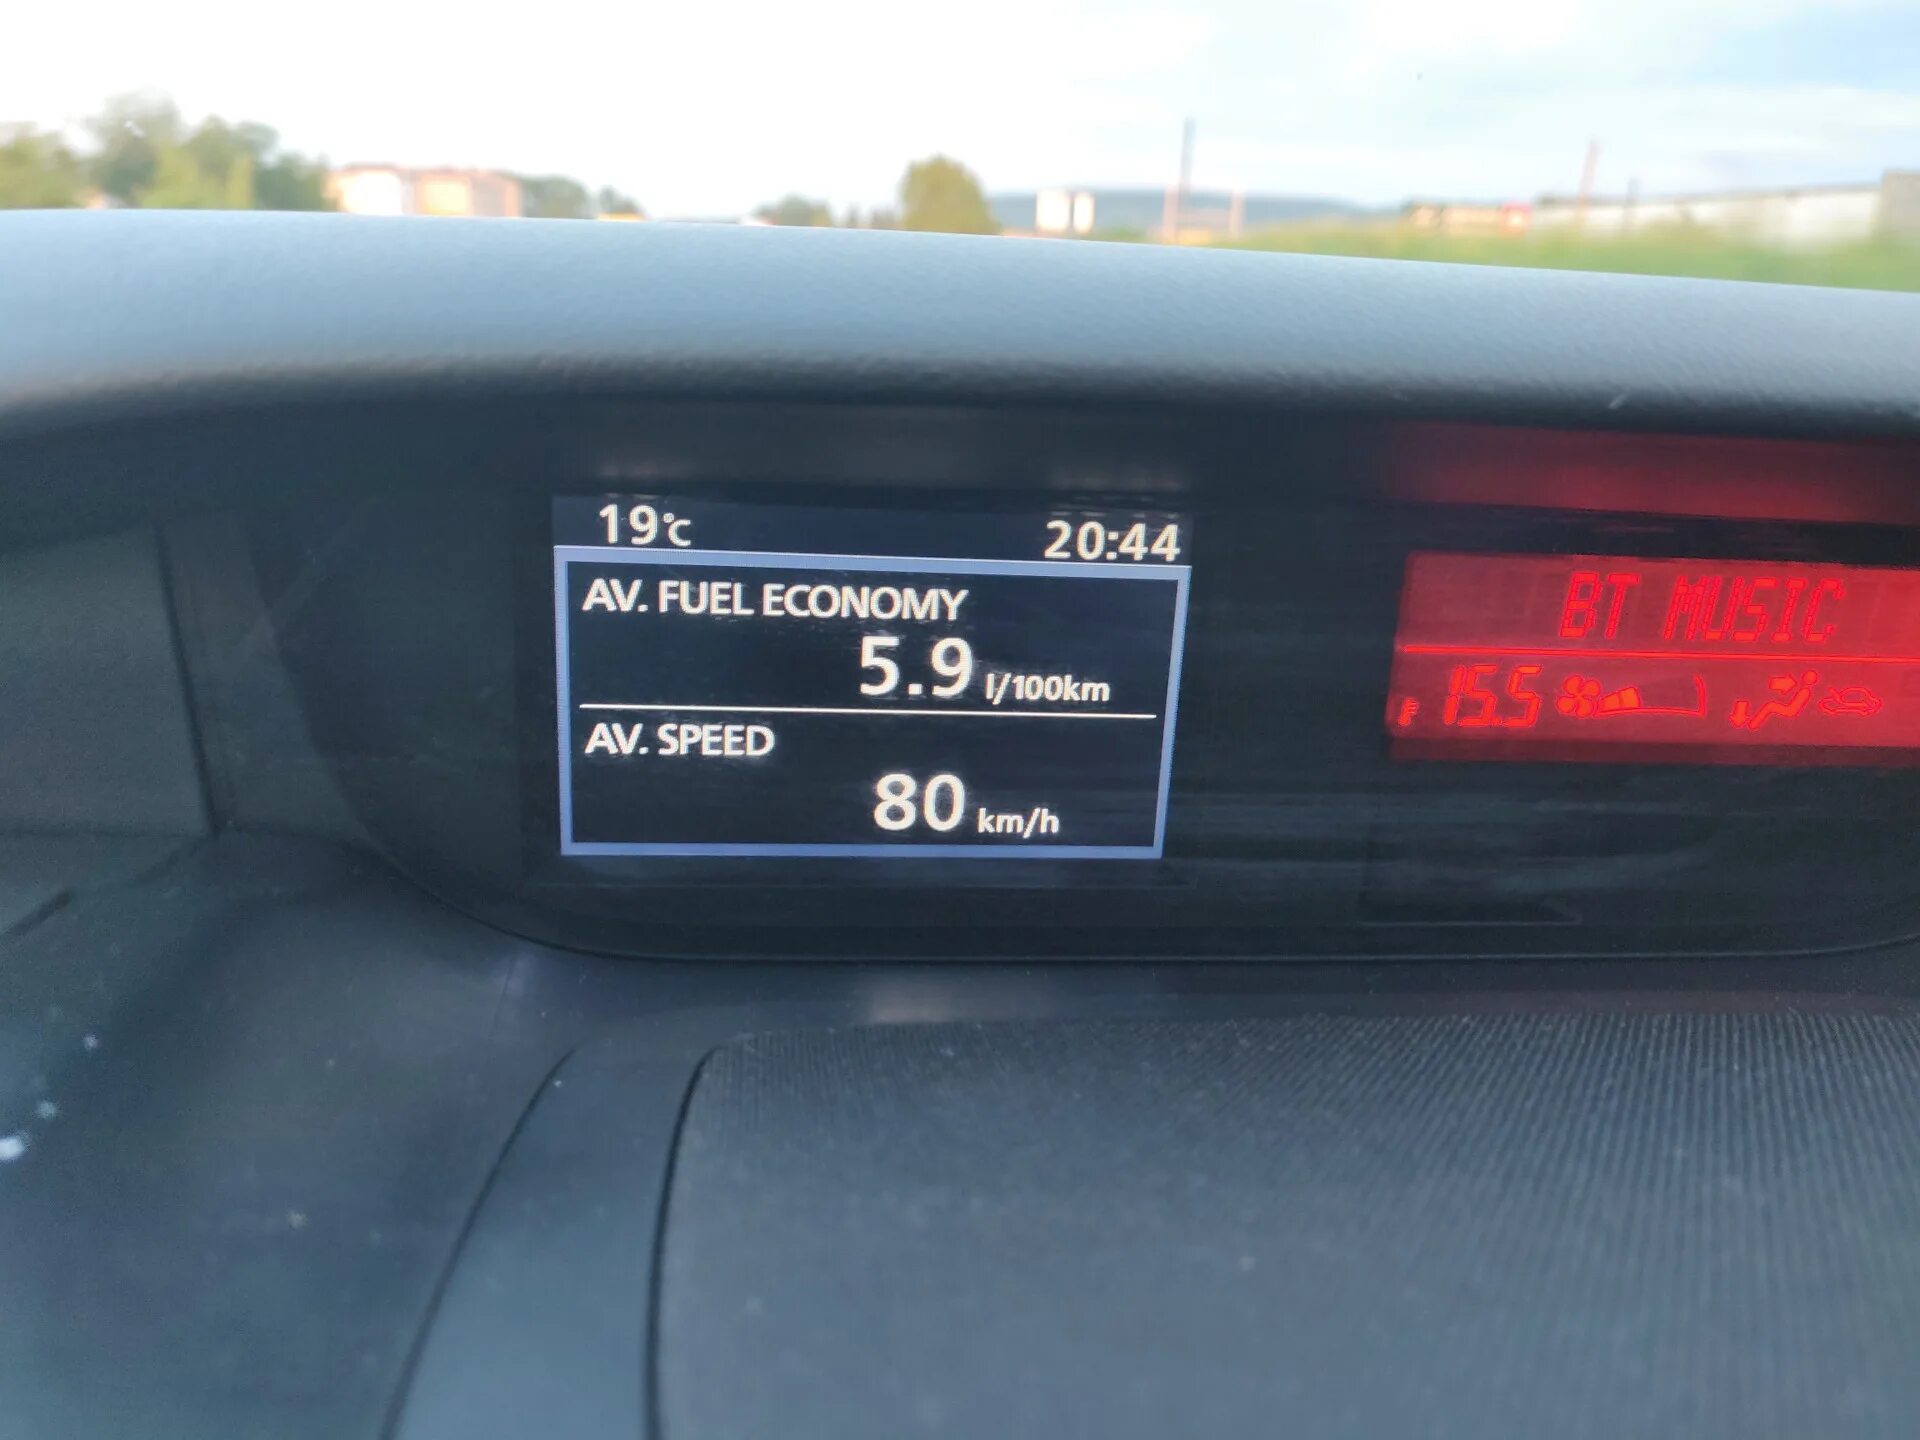 19°C 20:44
AV. FUEL ECONOMY
5.9 l/100km
AV. SPEED
80 km/h
BT MUSIC
15.5